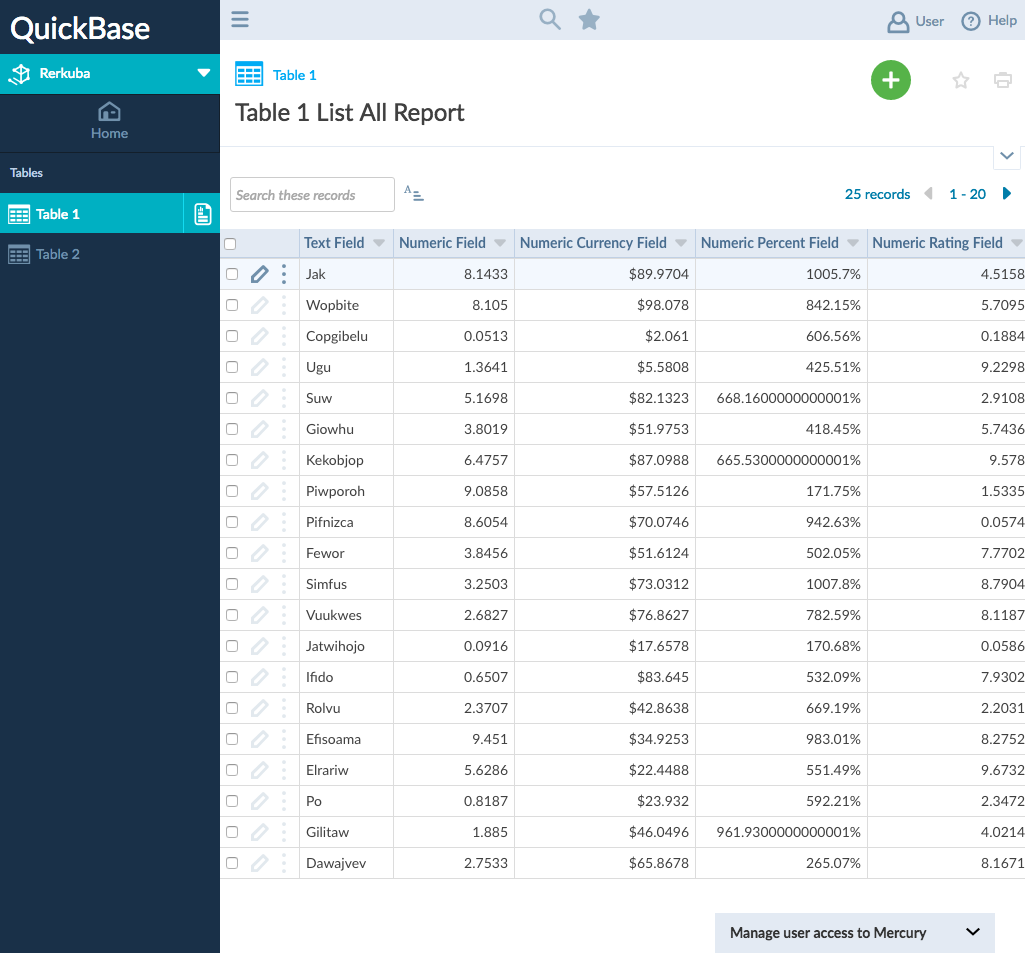 QuickBase
User Help
Rerkuba
Home
Tables
Table 1
Table 2
Table 1
Table 1 List All Report
Search these records
A
25 records 1 - 20
Text Field Numeric Field Numeric Currency Field Numeric Percent Field Numeric Rating Field
Jak 8.1433 $89.9704 1005.7% 4.5158
Wopbite 8.105 $98.078 842.15% 5.7095
Copgibelu 0.0513 $2.061 606.56% 0.1884
Ugu 1.3641 $5.5808 425.51% 9.2298
Suw 5.1698 $82.1323 668.1600000000001% 2.9108
Giowhu 3.8019 $51.9753 418.45% 5.7436
Kekobjop 6.4757 $87.0988 665.5300000000001% 9.578
Piwporoh 9.0858 $57.5126 171.75% 1.5335
Pifnizca 8.6054 $70.0746 942.63% 0.0574
Fewor 3.8456 $51.6124 502.05% 7.7702
Simfus 3.2503 $73.0312 1007.8% 8.7904
Vuukwes 2.6827 $76.8627 782.59% 8.1187
Jatwihojo 0.0916 $17.6578 170.68% 0.0586
Ifido 0.6507 $83.645 532.09% 7.9302
Rolvu 2.3707 $42.8638 669.19% 2.2031
Efisoama 9.451 $34.9253 983.01% 8.2752
Elrariw 5.6286 $22.4488 551.49% 9.6732
Po 0.8187 $23.932 592.21% 2.3472
Gilitaw 1.885 $46.0496 961.9300000000001% 4.0214
Dawajvev 2.7533 $65.8678 265.07% 8.1671
Manage user access to Mercury